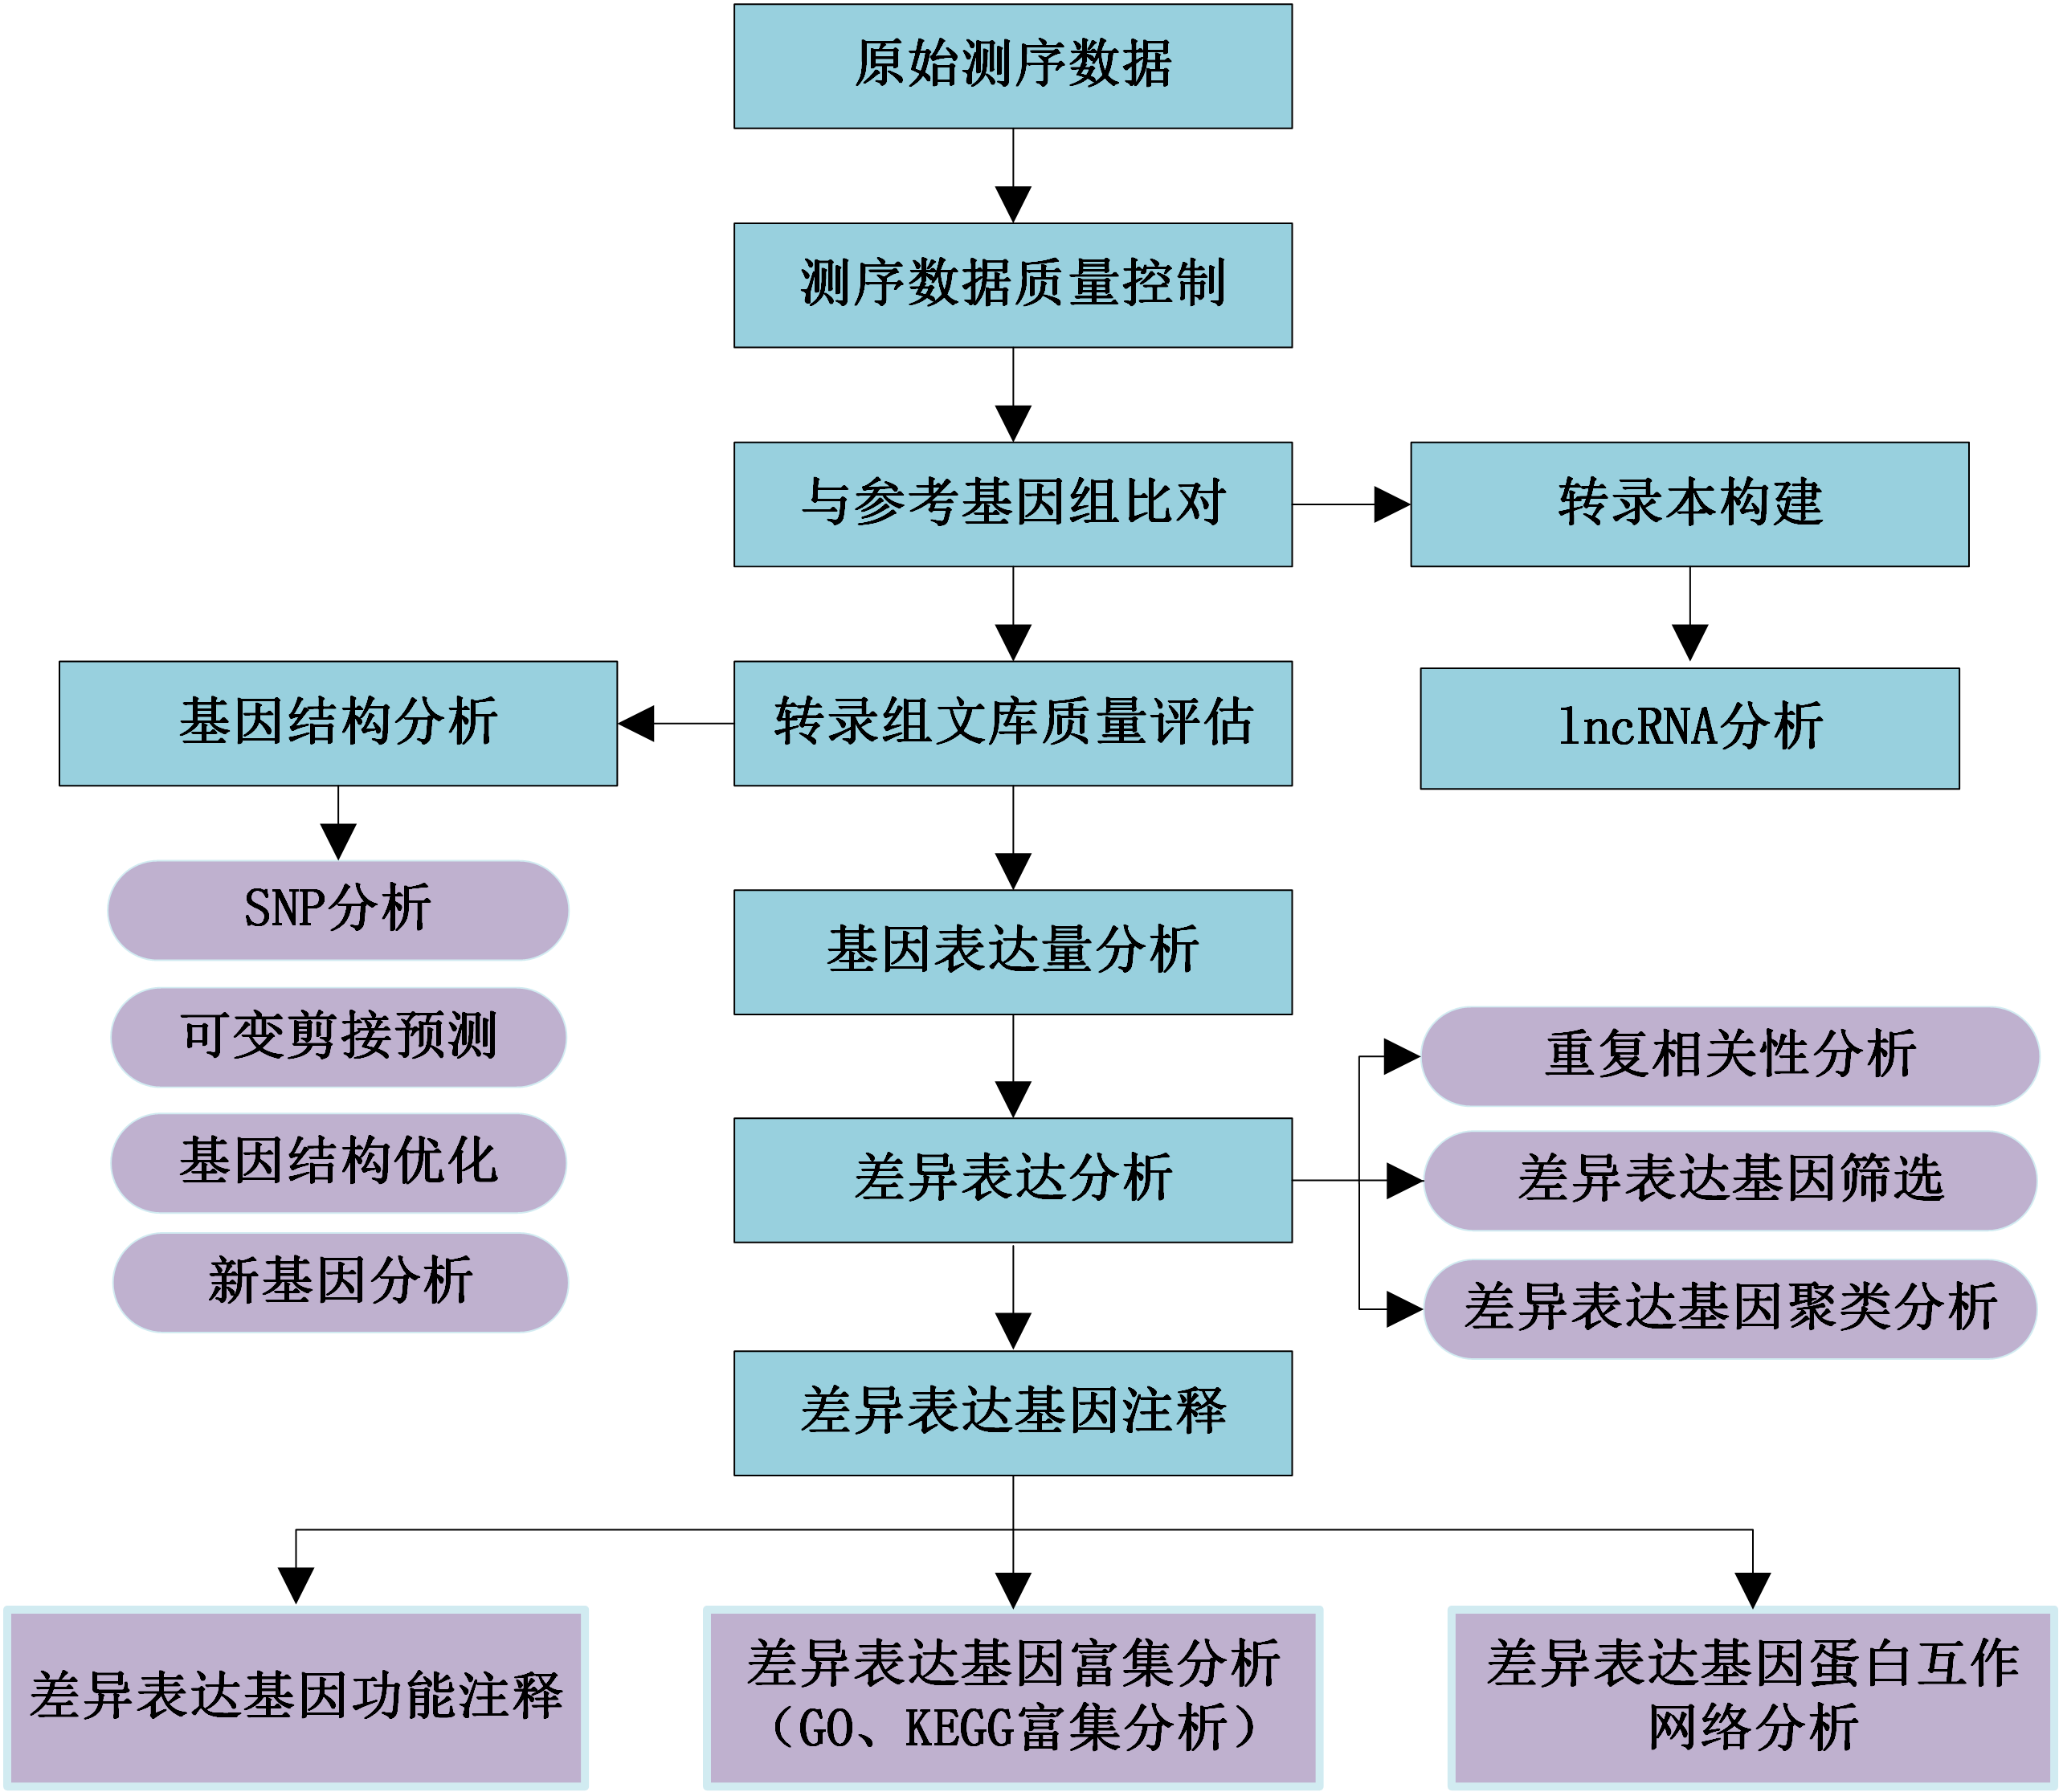 原始测序数据
测序数据质量控制
与参考基因组比对
转录本构建
基因结构分析
转录组文库质量评估
lncRNA分析
SNP分析
可变剪接预测
基因结构优化
新基因分析
基因表达量分析
差异表达分析
重复相关性分析
差异表达基因筛选
差异表达基因聚类分析
差异表达基因注释
差异表达基因功能注释
差异表达基因富集分析
（GO、KEGG富集分析）
差异表达基因蛋白互作
网络分析